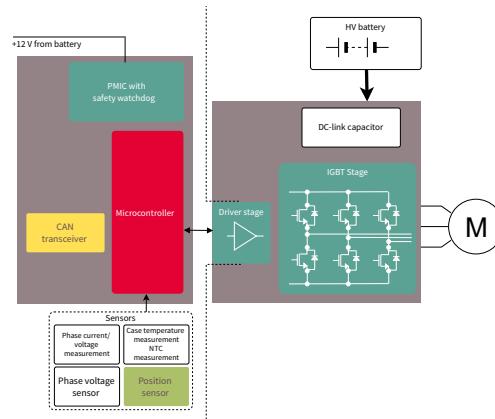 HV battery
+12 V from battery
PMIC with
safety watchdog
DC-link capacitor
Microcontroller
IGBT Stage
CAN
transceiver
Driver stage
M
Sensors
Phase current/
voltage
measurement
Case temperature
measurement
NTC
measurement
Phase voltage
sensor
Position
sensor